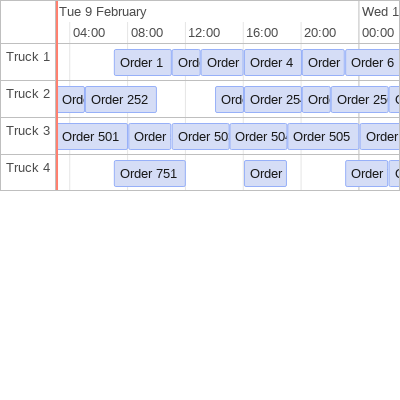 Tue 9 February Wed 1
04:00 08:00 12:00 16:00 20:00 00:00
Truck 1 Order 1 Ord Order Order 4 Order Order 6
Truck 2 Ord Order 252 Ord Order 25 Ord Order 25
Truck 3 Order 501 Order Order 50 Order 504 Order 505 Order
Truck 4 Order 751 Order Order